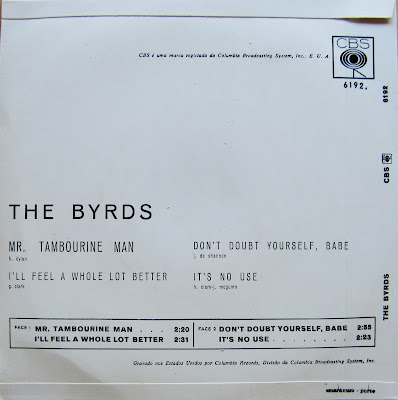 CBS
CBS é uma marca registada da Columbia Broadcasting System, Inc., E. U. A.
6192,
6192
CBS
THE BYRDS
THE BYRDS
MR. TAMBOURINE MAN
DON'T DOUBT YOURSELF, BABE
j. de shannon
I'LL FEEL A WHOLE LOT BETTER
g. clark
IT'S NO USE
h. clark-j. mcguinn
FACE 1 MR. TAMBOURINE MAN . . . . 2:20
I'LL FEEL A WHOLE LOT BETTER 2:31
FACE 2 DON'T DOUBT YOURSELF, BABE 2:55
IT'S NO USE . . . . . . . . 2:23
Gravado nos Estados Unidos por Columbia Records, Divisão da Columbia Broadcasting System, Inc.